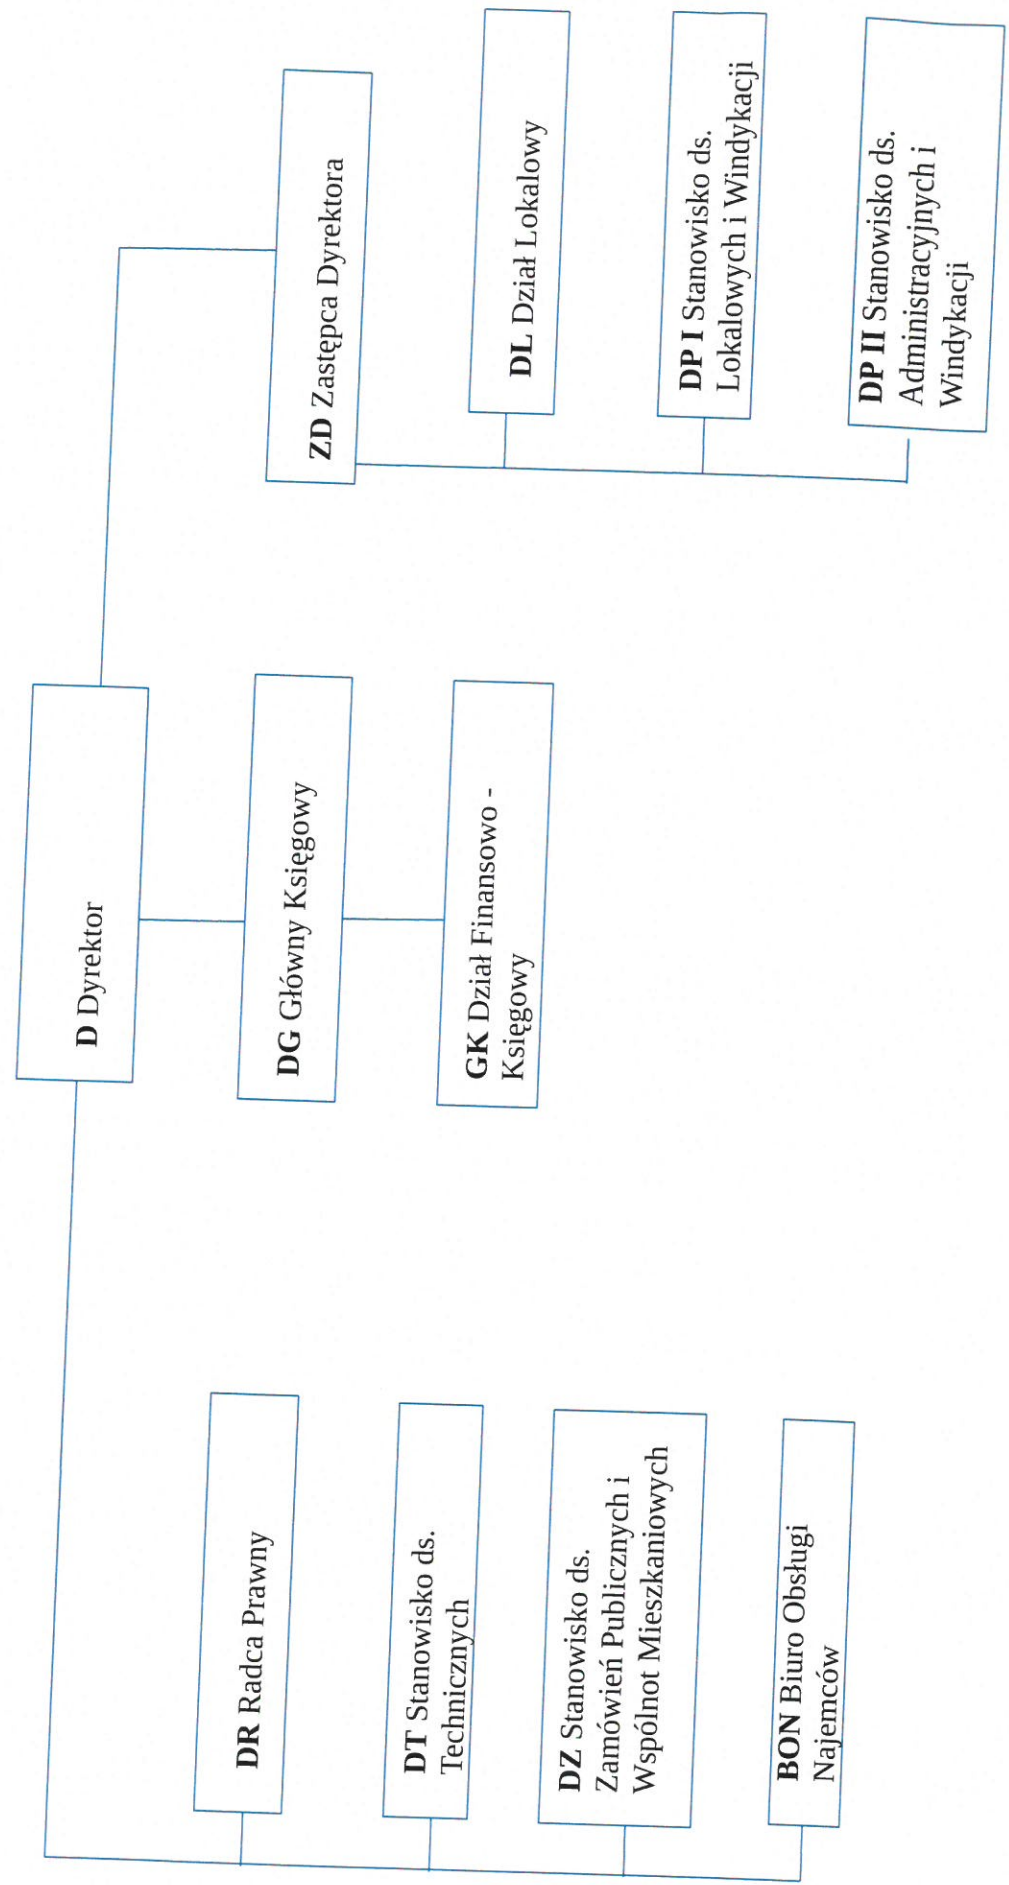 D Dyrektor
DR Radca Prawny
DT Stanowisko ds.
Technicznych
DZ Stanowisko ds.
Zamówień Publicznych i
Wspólnot Mieszkaniowych
BON Biuro Obsługi
Najemców
DG Główny Księgowy
GK Dział Finansowo -
Księgowy
ZD Zastępca Dyrektora
DL Dział Lokalowy
DP I Stanowisko ds.
Lokalowych i Windykacji
DP II Stanowisko ds.
Administracyjnych i
Windykacji